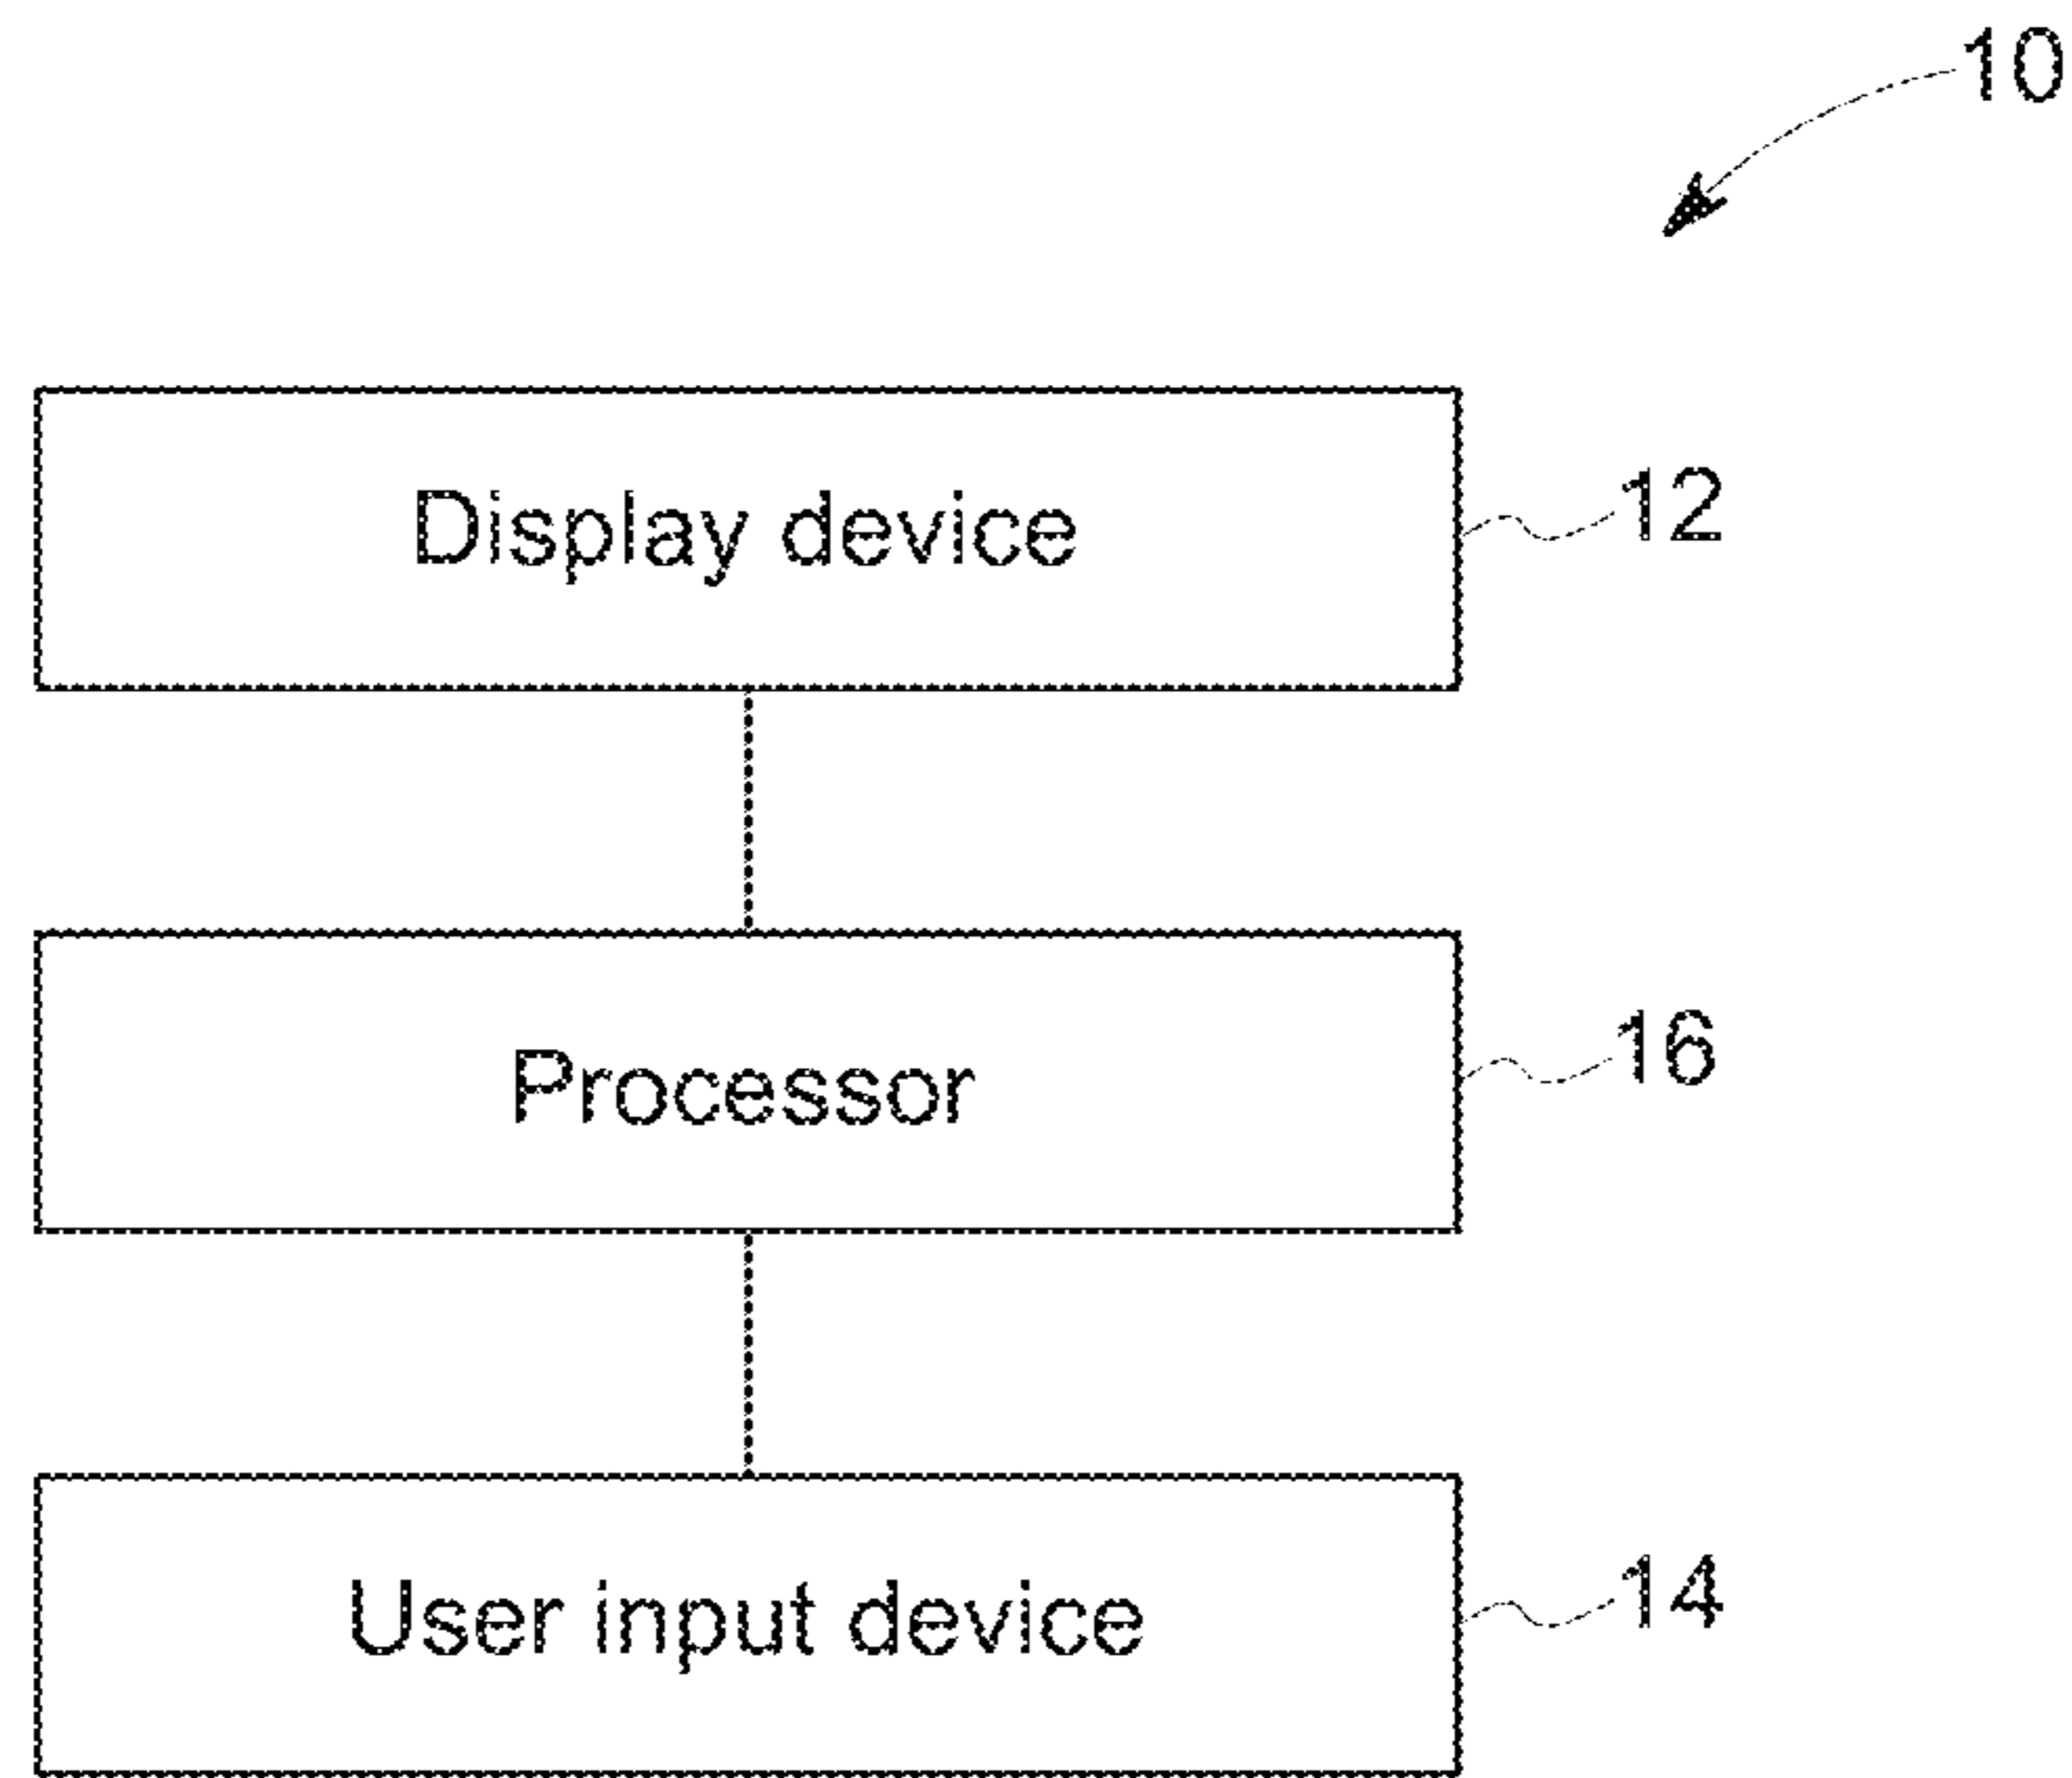 10
Display device
12
Processor
16
User input device
14